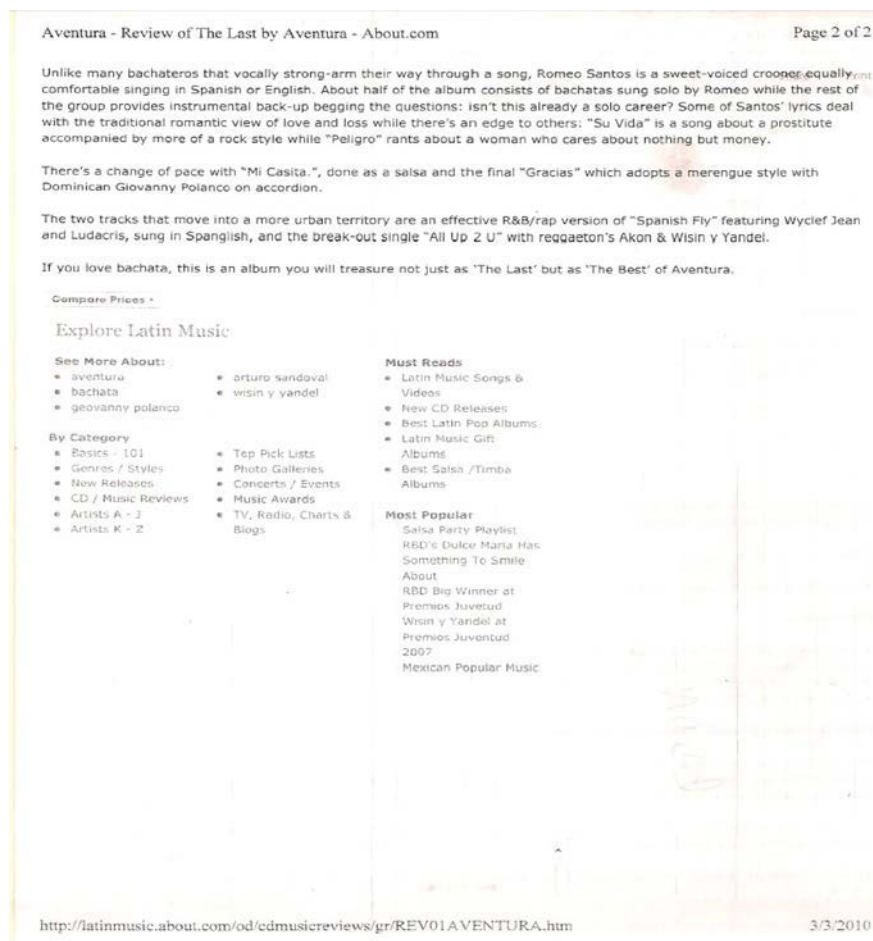 Aventura - Review of The Last by Aventura - About.com
Page 2 of 2
Unlike many bachateros that vocally strong-arm their way through a song, Romeo Santos is a sweet-voiced crooner equally
comfortable singing in Spanish or English. About half of the album consists of bachatas sung solo by Romeo while the rest of
the group provides instrumental back-up begging the questions: isn't this already a solo career? Some of Santos' lyrics deal
with the traditional romantic view of love and loss while there's an edge to others: "Su Vida" is a song about a prostitute
accompanied by more of a rock style while "Peligro" rants about a woman who cares about nothing but money.
There's a change of pace with "Mi Casita.", done as a salsa and the final "Gracias" which adopts a merengue style with
Dominican Giovanny Polanco on accordion.
The two tracks that move into a more urban territory are an effective R&B/rap version of "Spanish Fly" featuring Wyclef Jean
and Ludacris, sung in Spanglish, and the break-out single "All Up 2 U" with reggaeton's Akon & Wisin y Yandel.
If you love bachata, this is an album you will treasure not just as 'The Last' but as 'The Best' of Aventura.
Compare Prices
Explore Latin Music
See More About:
aventura
bachata
geovanny polanco
arturo sandoval
wisin y yandel
By Category
Basics - 101
Genres / Styles
New Releases
CD / Music Reviews
Artists A - J
Artists K - Z
Top Pick Lists
Photo Galleries
Concerts / Events
Music Awards
TV, Radio, Charts &
Blogs
Must Reads
Latin Music Songs &
Videos
New CD Releases
Best Latin Pop Albums
Latin Music Gift
Albums
Best Salsa /Timba
Albums
Most Popular
Salsa Party Playlist
RBD's Dulce Maria Has
Something To Smile
About
RBD Big Winner at
Premios Juvetud
Wisin y Yandel at
Premios Juventud
2007
Mexican Popular Music
http://latinmusic.about.com/od/cdmusicreviews/gr/REV01AVENTURA.htm
3/3/2010